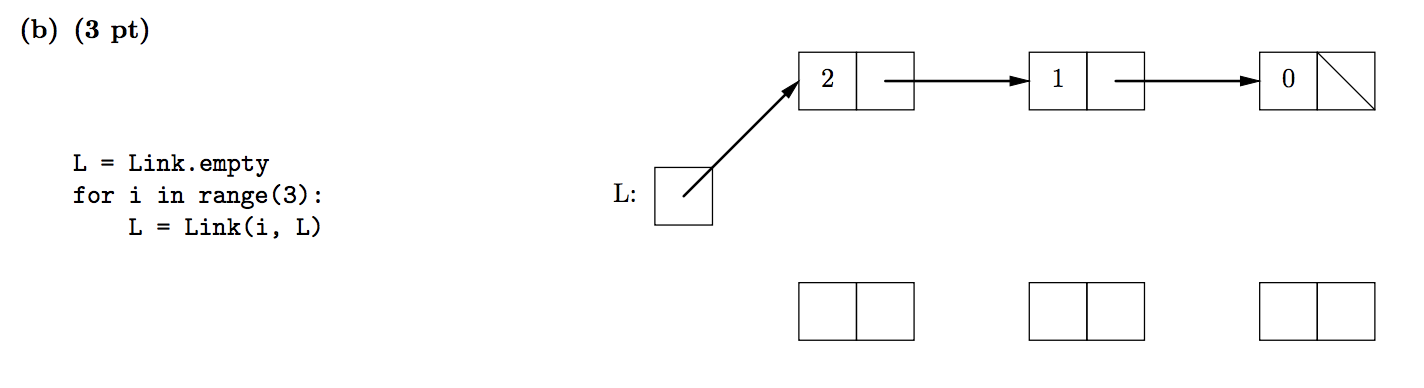 (b) (3 pt)
2 1 0
L = Link.empty
for i in range(3):
    L = Link(i, L)
L: